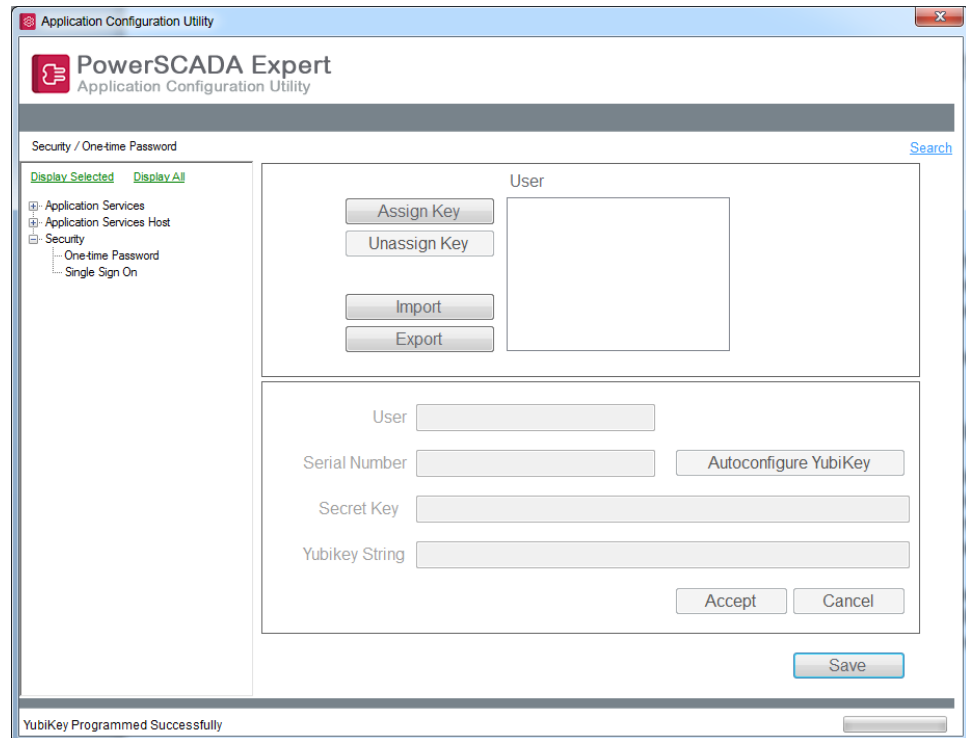 Application Configuration Utility
PowerSCADA Expert
Application Configuration Utility
Security / One-time Password
Search
Display Selected Display All
Application Services
Application Services Host
Security
One-time Password
Single Sign On
User
Assign Key
Unassign Key
Import
Export
User
Serial Number
Autoconfigure YubiKey
Secret Key
Yubikey String
Accept Cancel
Save
YubiKey Programmed Successfully